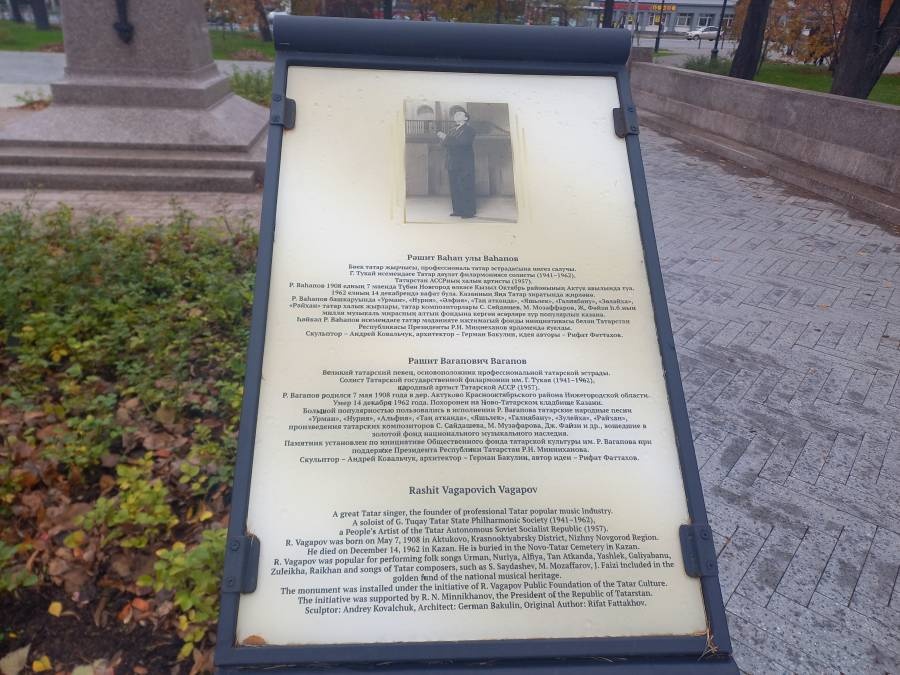 Рәшит Ваһап улы Ваһапов
Бөек татар җырчысы, профессиональ татар эстрадасына нигез салучы.
Г. Тукай исемендәге Татар дәүләт филармониясе солисты (1941–1962),
Татарстан АССРның халык артисты (1957).
Р. Ваһапов 1908 елның 7 маенда Түбән Новгород өлкәсе Кызыл Октябрь районының Актук авылында туа.
1962 елның 14 декабрендә вафат була. Казанның Яңа Татар зиратында җирләнә.
Р. Ваһапов башкаруында «Урман», «Нурия», «Әлфия», «Таң атканда», «Яшьлек», «Галиябану», «Зөләйха»,
«Рәйхан» татар халык җырлары, татар композиторлары С. Сәйдәшев, М. Мозаффаров, Җ. Фәйзи һ.б.ның
милли музыкаль мирасның алтын фондына кергән әсәрләре зур популярлык казана.
Һәйкәл Р. Ваһапов исемендәге татар мәдәнияте иҗтимагый фонды инициативасы белән Татарстан
Республикасы Президенты Р.Н. Миңнеханов ярдәмендә куелды.
Скульптор – Андрей Ковальчук, архитектор – Герман Бакулин, идея авторы – Рифат Фәттахов.
Рашит Вагапович Вагапов
Великий татарский певец, основоположник профессиональной татарской эстрады.
Солист Татарской государственной филармонии им. Г. Тукая (1941–1962),
народный артист Татарской АССР (1957).
Р. Вагапов родился 7 мая 1908 года в дер. Актуково Краснооктябрьского района Нижегородской области.
Умер 14 декабря 1962 года. Похоронен на Ново-Татарском кладбище Казани.
Большой популярностью пользовались в исполнении Р. Вагапова татарские народные песни
«Урман», «Нурия», «Альфия», «Таң атканда», «Яшьлек», «Галиябану», «Зулейха», «Райхан»,
произведения татарских композиторов С. Сайдашева, М. Музафарова, Дж. Файзи и др., вошедшие в
золотой фонд национального музыкального наследия.
Памятник установлен по инициативе Общественного фонда татарской культуры им. Р. Вагапова при
поддержке Президента Республики Татарстан Р.Н. Минниханова.
Скульптор – Андрей Ковальчук, архитектор – Герман Бакулин, автор идеи – Рифат Фаттахов.
Rashit Vagapovich Vagapov
A great Tatar singer, the founder of professional Tatar popular music industry.
A soloist of G. Tuqay Tatar State Philharmonic Society (1941–1962),
a People's Artist of the Tatar Autonomous Soviet Socialist Republic (1957).
R. Vagapov was born on May 7, 1908 in Aktukovo, Krasnooktyabrsky District, Nizhny Novgorod Region.
He died on December 14, 1962 in Kazan. He is buried in the Novo-Tatar Cemetery in Kazan.
R. Vagapov was popular for performing folk songs Urman, Nuriya, Alfiya, Tan Atkanda, Yashlek, Galiyabanu,
Zuleikha, Raikhan and songs of Tatar composers, such as S. Saydashev, M. Mozaffarov, J. Faizi included in the
golden fund of the national musical heritage.
The monument was installed under the initiative of R. Vagapov Public Foundation of the Tatar Culture.
The initiative was supported by R. N. Minnikhanov, the President of the Republic of Tatarstan.
Sculptor: Andrey Kovalchuk, Architect: German Bakulin, Original Author: Rifat Fattakhov.